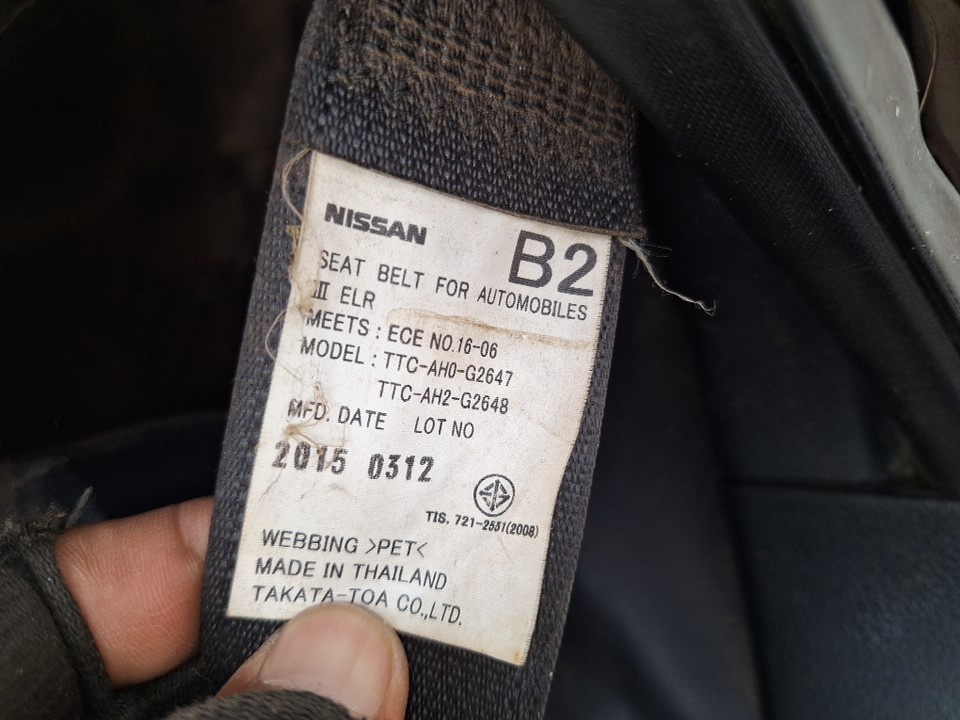 NISSAN
B2
SEAT BELT FOR AUTOMOBILES
III ELR
MEETS : ECE NO.16-06
MODEL : TTC-AH0-G2647
TTC-AH2-G2648
MFD. DATE LOT NO
2015 0312
TIS. 721-2551(2008)
WEBBING >PET<
MADE IN THAILAND
TAKATA-TOA CO.,LTD.